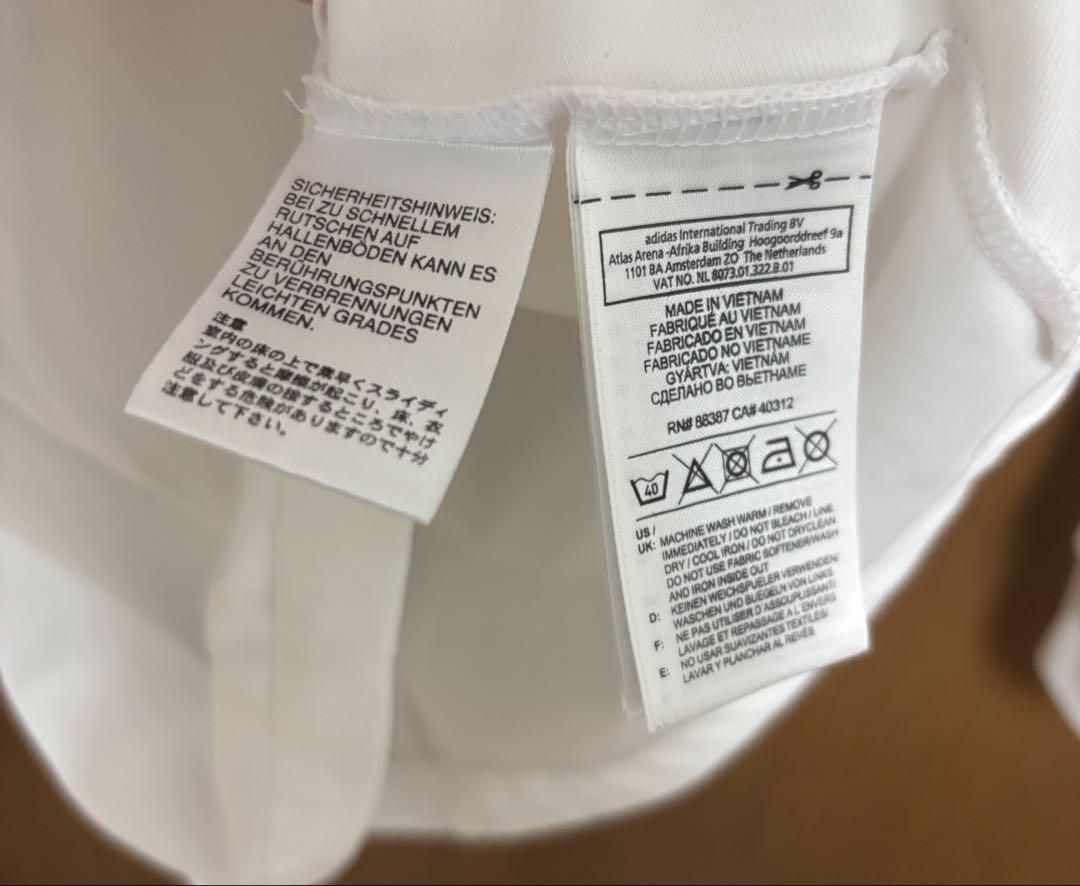 SICHERHEITSHINWEIS:
BEI ZU SCHNELLEM
RUTSCHEN AUF
HALLENBÖDEN KANN ES
AN DEN
BERÜHRUNGSPUNKTEN
ZU VERBRENNUNGEN
LEICHTEN GRADES
KOMMEN.
注意
室内の床の上で素早くスライディ
ングすると摩擦が起こり、床、衣
服及び皮膚の接するところでやけ
どをする危険がありますので十分
注意して下さい。
adidas International Trading BV
Atlas Arena -Afrika Building Hoogoorddreef 9a
1101 BA Amsterdam ZO The Netherlands
VAT NO. NL 8073.01.322.B.01
MADE IN VIETNAM
FABRIQUÉ AU VIETNAM
FABRICADO EN VIETNAM
FABRICADO NO VIETNAME
GYÁRTVA: VIETNÁM
СДЕЛАНО ВО ВЬЕТНАМЕ
RN# 88387 CA# 40312
40
US /
UK: MACHINE WASH WARM / REMOVE
IMMEDIATELY / DO NOT BLEACH / LINE
DRY / COOL IRON / DO NOT DRYCLEAN
DO NOT USE FABRIC SOFTENER/WASH
AND IRON INSIDE OUT
D: KEINEN WEICHSPUELER VERWENDEN/
WASCHEN UND BUEGELN VON LINKS
F: NE PAS UTILISER D'ASSOUPLISSANT/
LAVAGE ET REPASSAGE A L'ENVERS
E: NO USAR SUAVIZANTES TEXTILES/
LAVAR Y PLANCHAR AL REVÉS